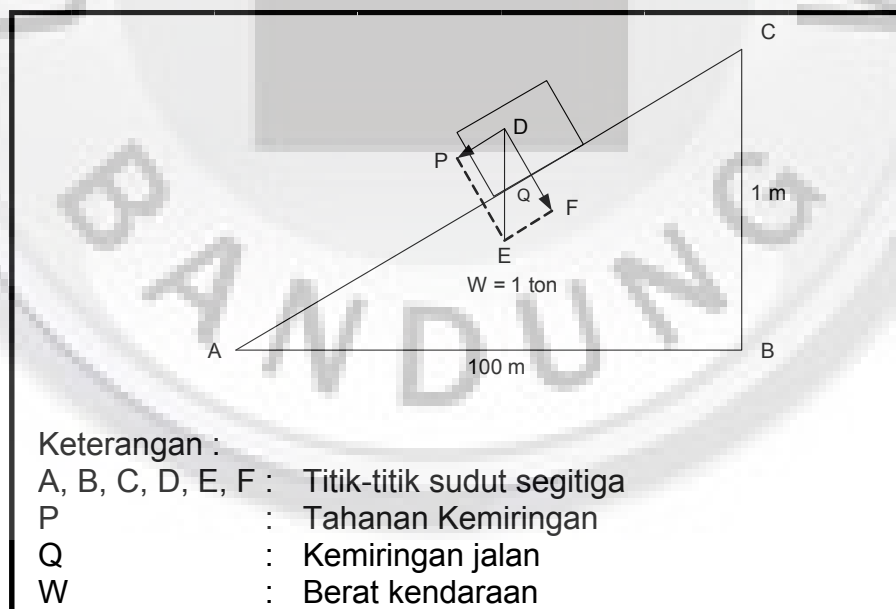 C
D
P
Q
F
1 m
E
W = 1 ton
A
B
100 m
BANDUNG
Keterangan :
A, B, C, D, E, F : Titik-titik sudut segitiga
P : Tahanan Kemiringan
Q : Kemiringan jalan
W : Berat kendaraan